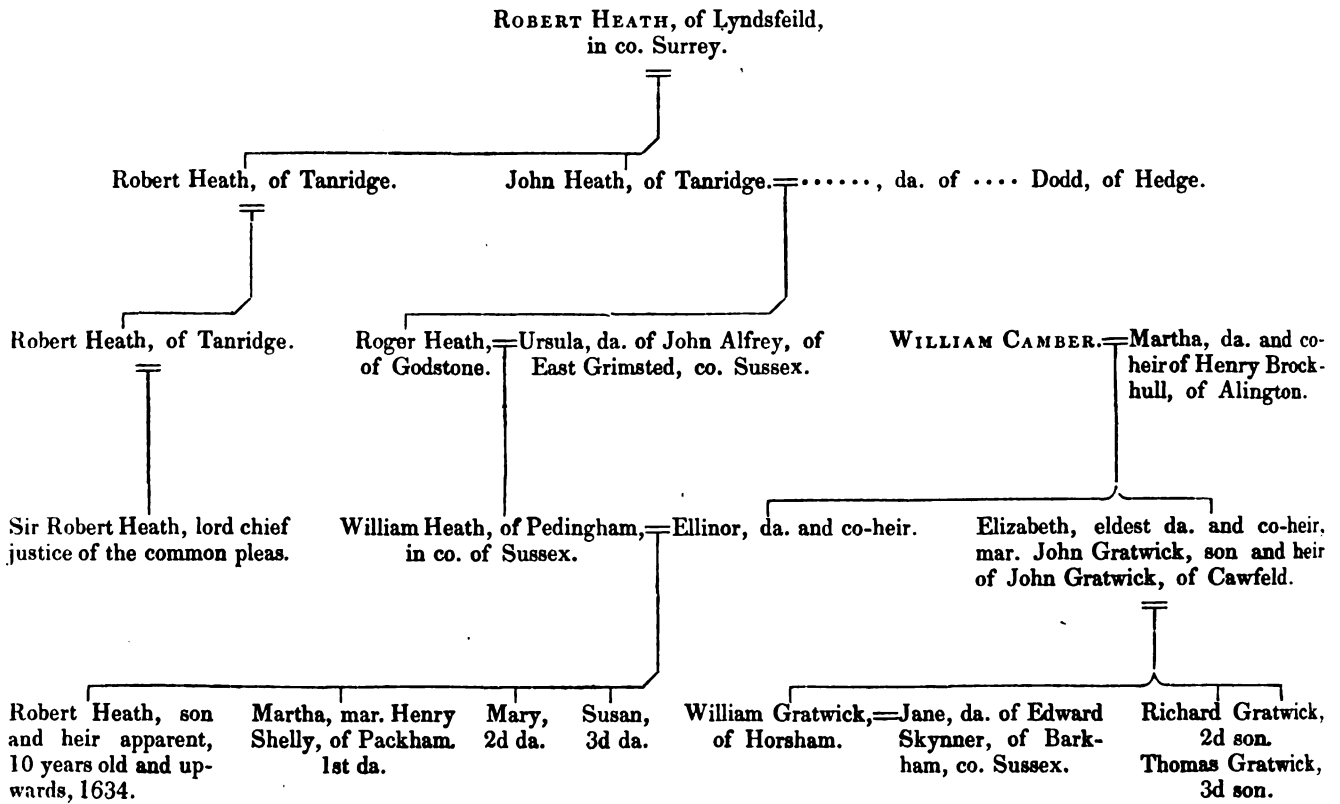 ROBERT HEATH, of Lyndsfeild,
in co. Surrey.
Robert Heath, of Tanridge.
John Heath, of Tanridge.=······, da. of ···· Dodd, of Hedge.
Robert Heath, of Tanridge.
Roger Heath,=Ursula, da. of John Alfrey, of
of Godstone. East Grimsted, co. Sussex.
WILLIAM CAMBER.=Martha, da. and co-
heir of Henry Brock-
hull, of Alington.
Sir Robert Heath, lord chief
justice of the common pleas.
William Heath, of Pedingham,=Ellinor, da. and co-heir.
in co. of Sussex.
Elizabeth, eldest da. and co-heir,
mar. John Gratwick, son and heir
of John Gratwick, of Cawfeld.
Robert Heath, son
and heir apparent,
10 years old and up-
wards, 1634.
Martha, mar. Henry
Shelly, of Packham.
1st da.
Mary,
2d da.
Susan,
3d da.
William Gratwick,=Jane, da. of Edward
of Horsham. Skynner, of Bark-
ham, co. Sussex.
Richard Gratwick,
2d son.
Thomas Gratwick,
3d son.